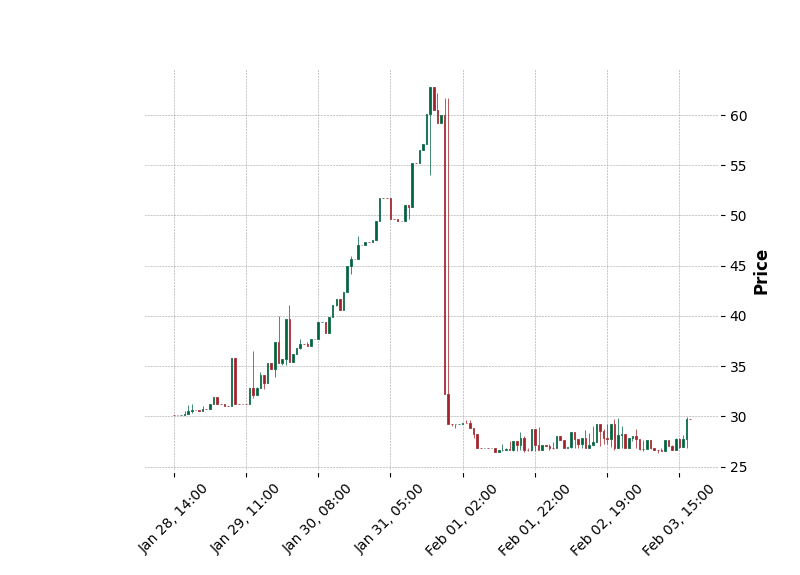 60
55
50
45
40
35
30
25
Price
Jan 28, 14:00
Jan 29, 11:00
Jan 30, 08:00
Jan 31, 05:00
Feb 01, 02:00
Feb 01, 22:00
Feb 02, 19:00
Feb 03, 15:00